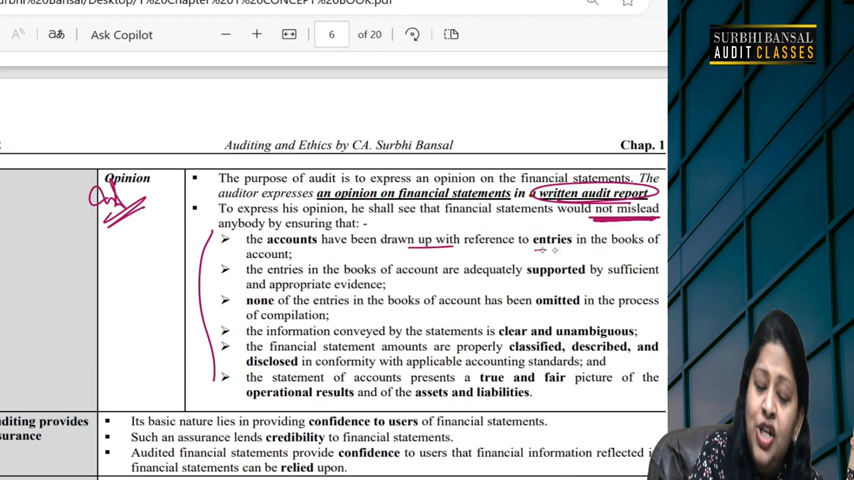 urbhi Bansal/Desktop/1 Chapter 1/CONCEPT BOOK.pdf
Ask Copilot
6 of 20
SURBHI BANSAL
AUDIT CLASSES
Auditing and Ethics by CA. Surbhi Bansal Chap. 1
Opinion
▪ The purpose of audit is to express an opinion on the financial statements. The
auditor expresses an opinion on financial statements in a written audit report
▪ To express his opinion, he shall see that financial statements would not mislead
anybody by ensuring that: -
➢ the accounts have been drawn up with reference to entries in the books of
account;
➢ the entries in the books of account are adequately supported by sufficient
and appropriate evidence;
➢ none of the entries in the books of account has been omitted in the process
of compilation;
➢ the information conveyed by the statements is clear and unambiguous;
➢ the financial statement amounts are properly classified, described, and
disclosed in conformity with applicable accounting standards; and
➢ the statement of accounts presents a true and fair picture of the
operational results and of the assets and liabilities.
uditing provides
surance
▪ Its basic nature lies in providing confidence to users of financial statements.
▪ Such an assurance lends credibility to financial statements.
▪ Audited financial statements provide confidence to users that financial information reflected i
financial statements can be relied upon.